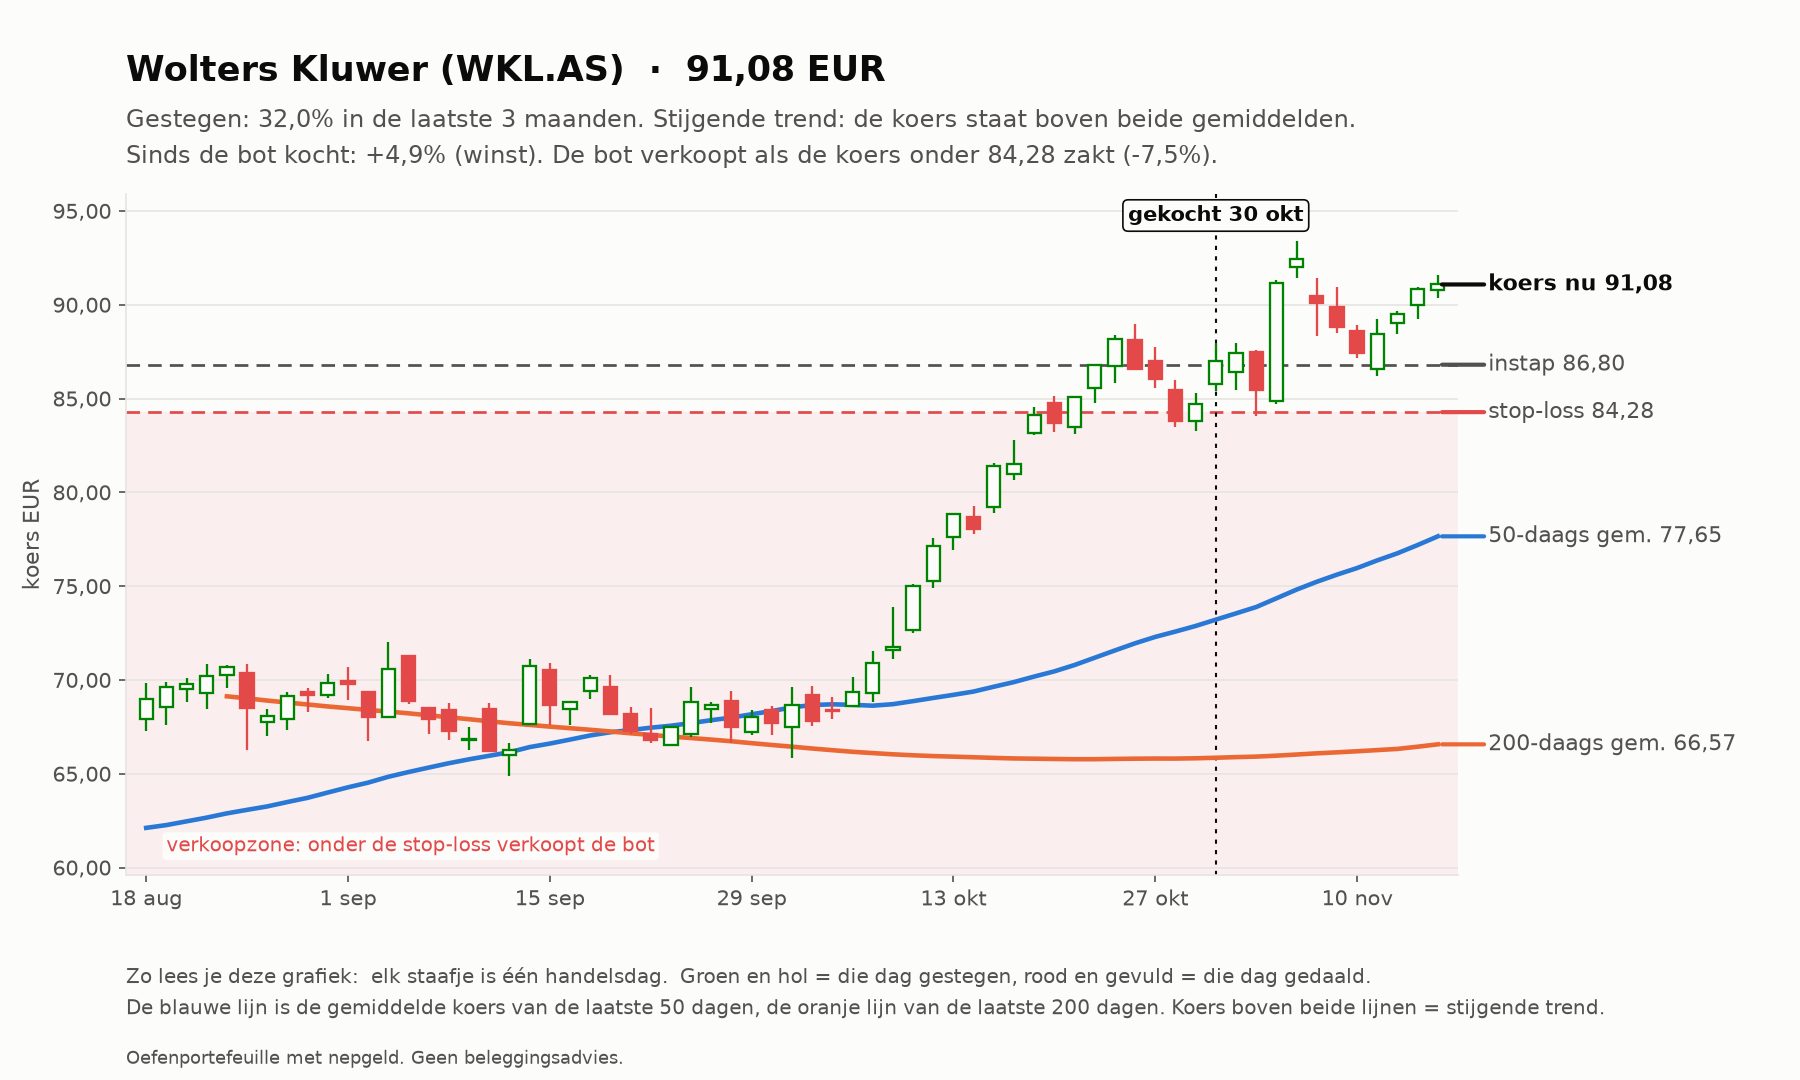 Wolters Kluwer (WKL.AS)  ·  91,08 EUR
Gestegen: 32,0% in de laatste 3 maanden. Stijgende trend: de koers staat boven beide gemiddelden.
Sinds de bot kocht: +4,9% (winst). De bot verkoopt als de koers onder 84,28 zakt (-7,5%).
gekocht 30 okt
95,00
90,00
85,00
80,00
75,00
70,00
65,00
60,00
koers EUR
koers nu 91,08
instap 86,80
stop-loss 84,28
50-daags gem. 77,65
200-daags gem. 66,57
verkoopzone: onder de stop-loss verkoopt de bot
18 aug
1 sep
15 sep
29 sep
13 okt
27 okt
10 nov
Zo lees je deze grafiek:  elk staafje is één handelsdag.  Groen en hol = die dag gestegen, rood en gevuld = die dag gedaald.
De blauwe lijn is de gemiddelde koers van de laatste 50 dagen, de oranje lijn van de laatste 200 dagen. Koers boven beide lijnen = stijgende trend.
Oefenportefeuille met nepgeld. Geen beleggingsadvies.